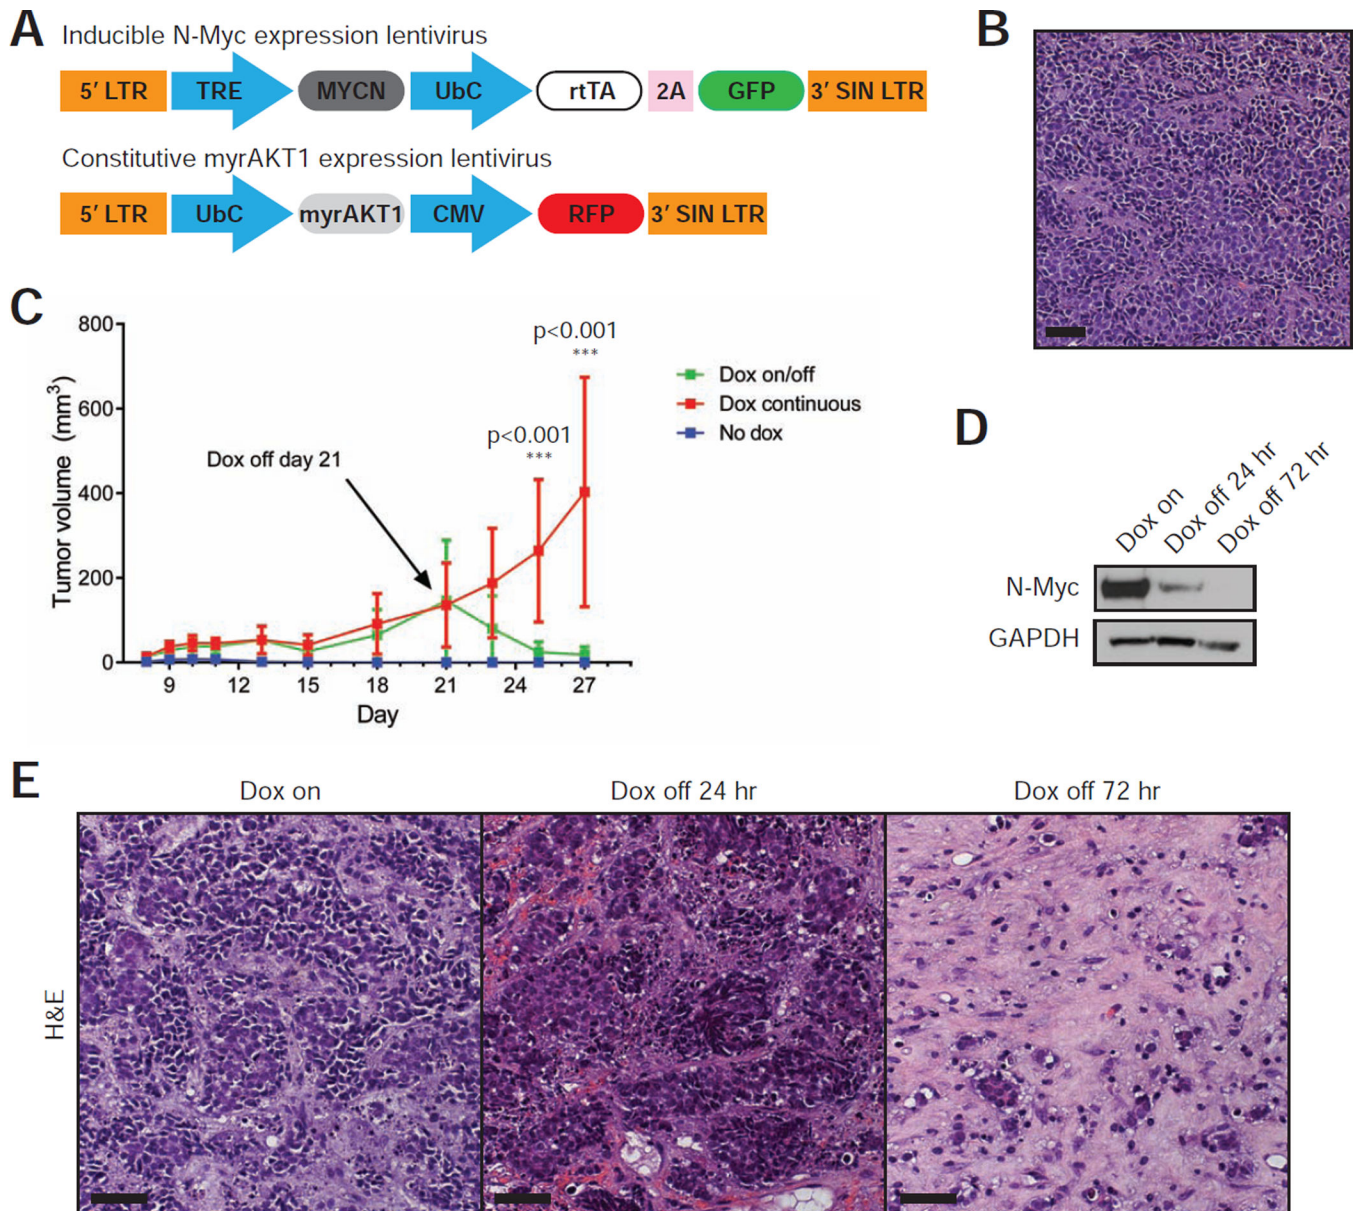 A
Inducible N-Myc expression lentivirus
5′ LTR TRE MYCN UbC rtTA 2A GFP 3′ SIN LTR
Constitutive myrAKT1 expression lentivirus
5′ LTR UbC myrAKT1 CMV RFP 3′ SIN LTR
B
C
800
600
400
200
0
Tumor volume (mm3)
9 12 15 18 21 24 27
Day
Dox off day 21
p<0.001
***
p<0.001
***
Dox on/off
Dox continuous
No dox
D
Dox on
Dox off 24 hr
Dox off 72 hr
N-Myc
GAPDH
E
Dox on Dox off 24 hr Dox off 72 hr
H&E